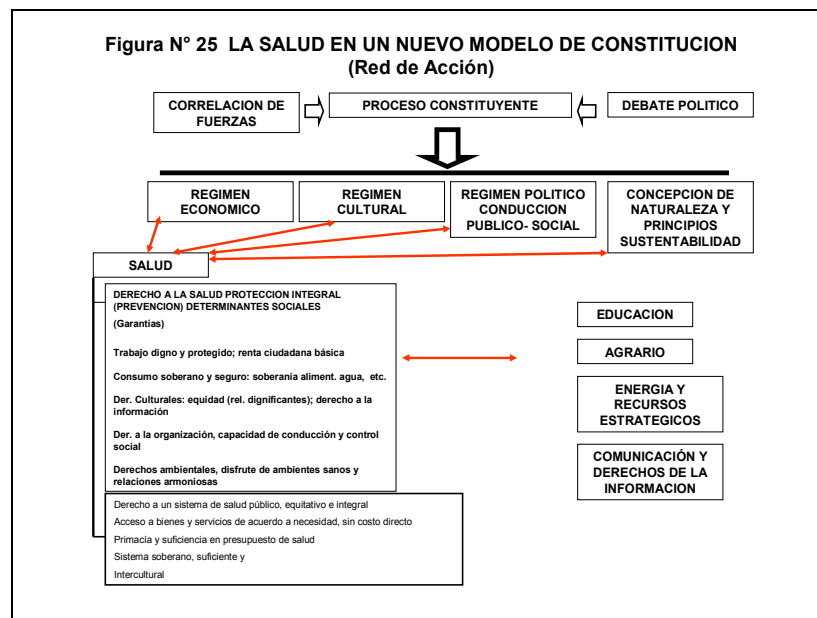 Figura N° 25 LA SALUD EN UN NUEVO MODELO DE CONSTITUCION
(Red de Acción)
CORRELACION DE
FUERZAS
PROCESO CONSTITUYENTE
DEBATE POLITICO
REGIMEN
ECONOMICO
REGIMEN
CULTURAL
REGIMEN POLITICO
CONDUCCION
PUBLICO- SOCIAL
CONCEPCION DE
NATURALEZA Y
PRINCIPIOS
SUSTENTABILIDAD
SALUD
DERECHO A LA SALUD PROTECCION INTEGRAL
(PREVENCION) DETERMINANTES SOCIALES
(Garantías)
Trabajo digno y protegido; renta ciudadana básica
Consumo soberano y seguro: soberanía aliment. agua, etc.
Der. Culturales: equidad (rel. dignificantes); derecho a la
información
Der. a la organización, capacidad de conducción y control
social
Derechos ambientales, disfrute de ambientes sanos y
relaciones armoniosas
Derecho a un sistema de salud público, equitativo e integral
Acceso a bienes y servicios de acuerdo a necesidad, sin costo directo
Primacía y suficiencia en presupuesto de salud
Sistema soberano, suficiente y
Intercultural
EDUCACION
AGRARIO
ENERGIA Y
RECURSOS
ESTRATEGICOS
COMUNICACIÓN Y
DERECHOS DE LA
INFORMACION